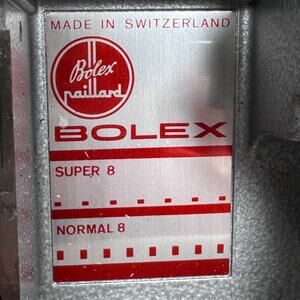 MADE IN SWITZERLAND
Bolex
paillard
BOLEX
SUPER 8
NORMAL 8